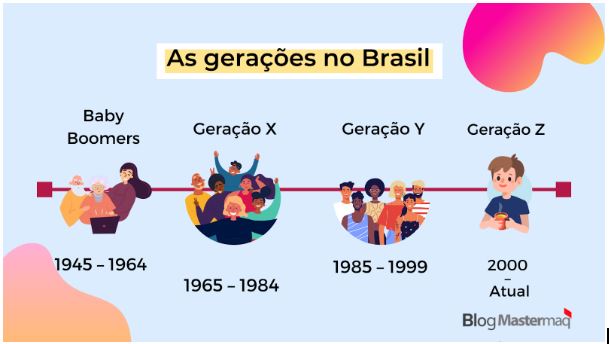 As gerações no Brasil
Baby
Boomers
Geração X
Geração Y
Geração Z
1945 – 1964
1965 – 1984
1985 – 1999
2000
–
Atual
Blog Mastermaq